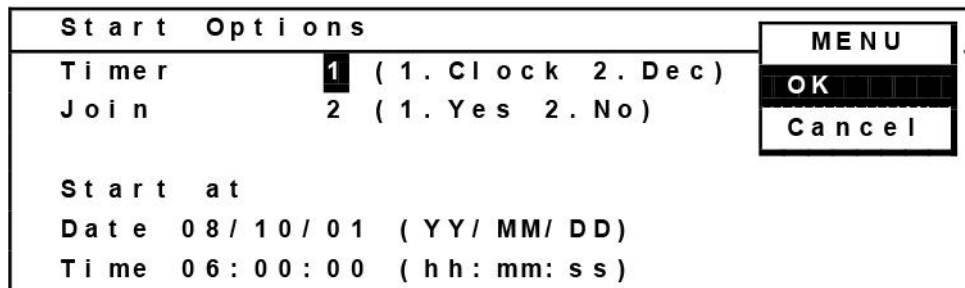 Start Options
MENU
Timer 1 (1. Clock 2. Dec)
OK
Join 2 (1. Yes 2. No)
Cancel
Start at
Date 08/10/01 (YY/MM/DD)
Time 06:00:00 (hh:mm:ss)